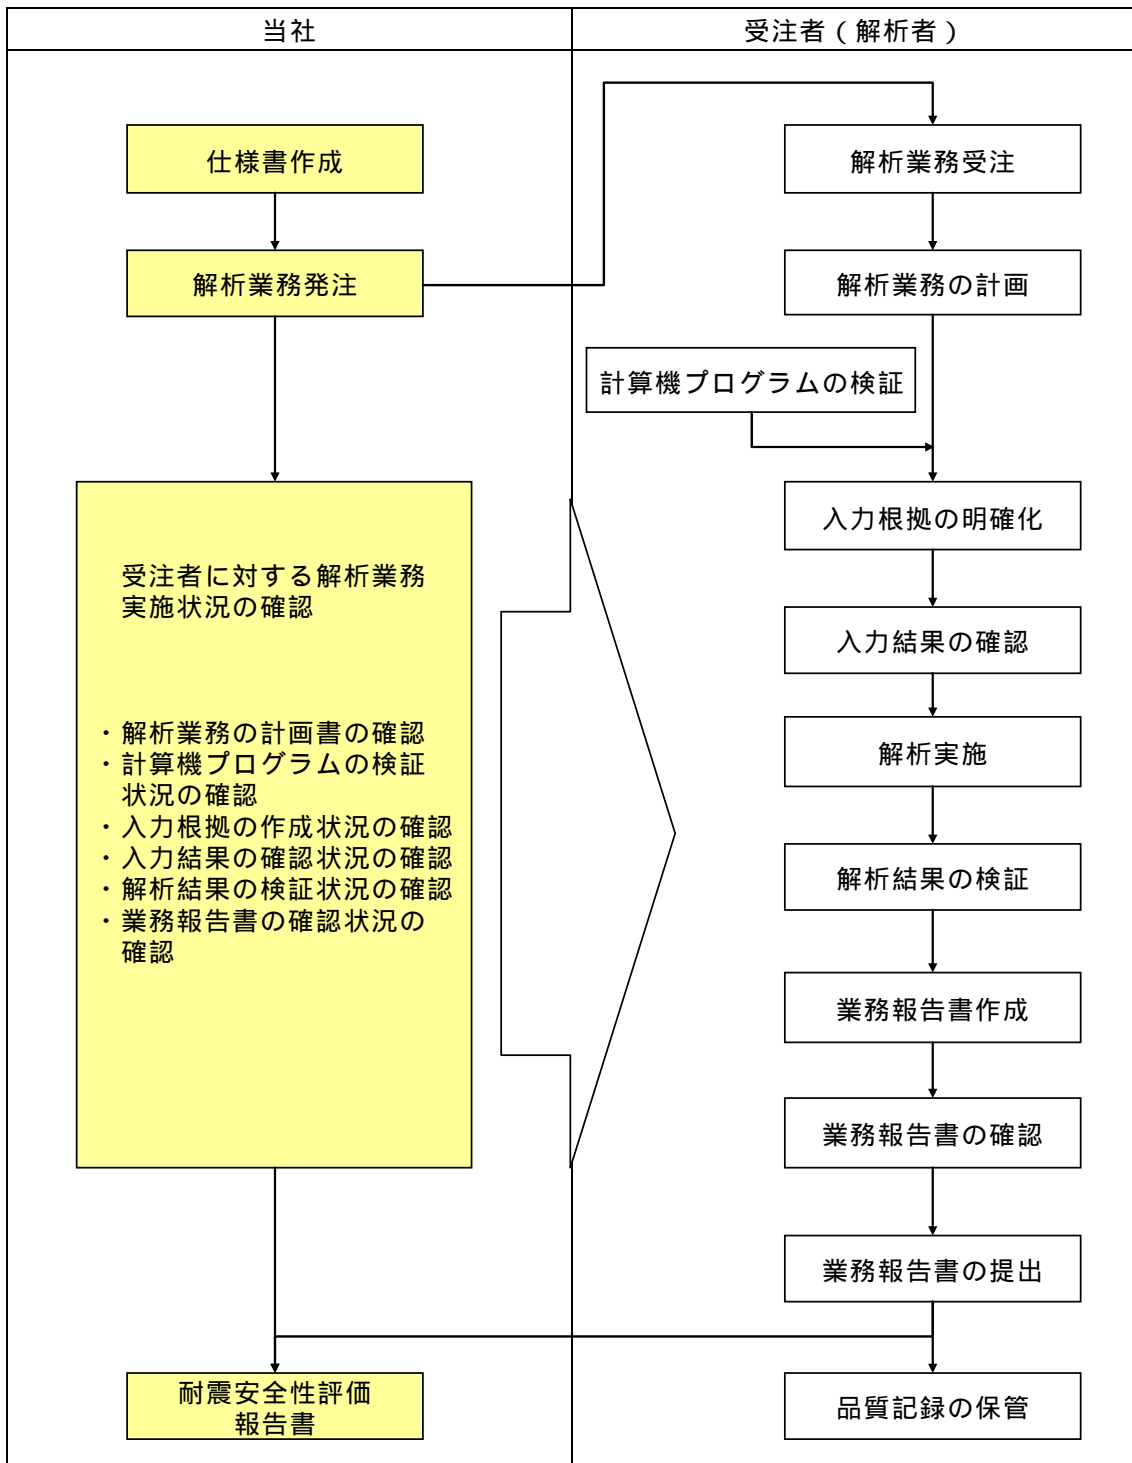 当社
受注者(解析者)
仕様書作成
解析業務発注
受注者に対する解析業務
実施状況の確認
・解析業務の計画書の確認
・計算機プログラムの検証
状況の確認
・入力根拠の作成状況の確認
・入力結果の確認状況の確認
・解析結果の検証状況の確認
・業務報告書の確認状況の
確認
耐震安全性評価
報告書
解析業務受注
解析業務の計画
計算機プログラムの検証
入力根拠の明確化
入力結果の確認
解析実施
解析結果の検証
業務報告書作成
業務報告書の確認
業務報告書の提出
品質記録の保管